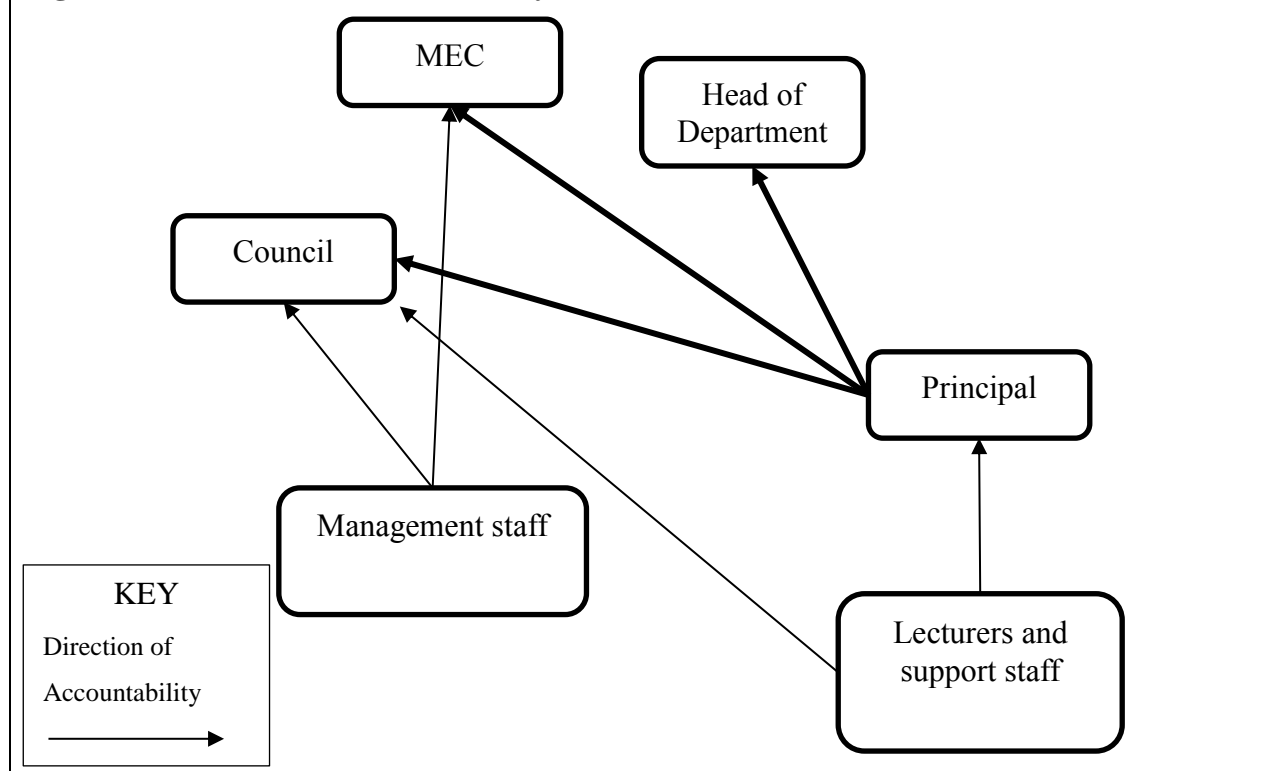 MEC
Head of
Department
Council
Principal
Management staff
Lecturers and
support staff
KEY
Direction of
Accountability